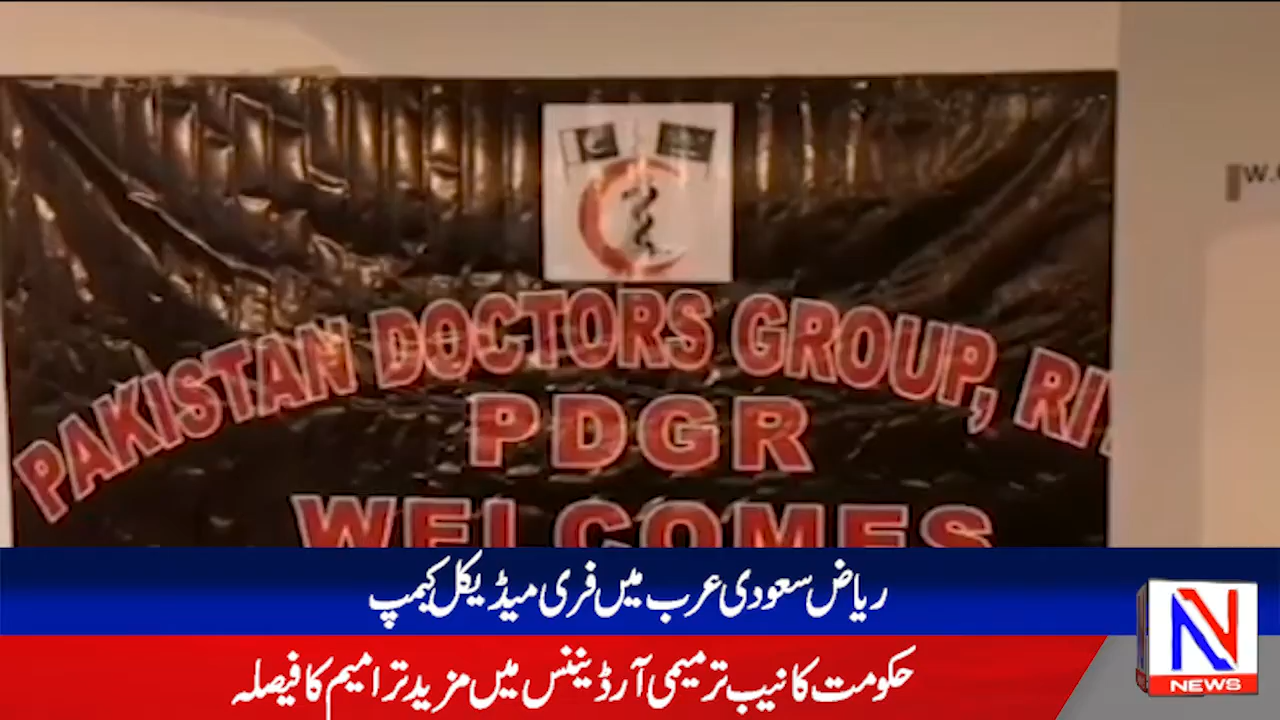 W.
PAKISTAN DOCTORS GROUP,
PDGR
WELCOMES
ریاض سعودی عرب میں فری میڈیکل کیمپ
حکومت کا نیب ترمیمی آرڈیننس میں مزید ترامیم کا فیصلہ
N
NEWS